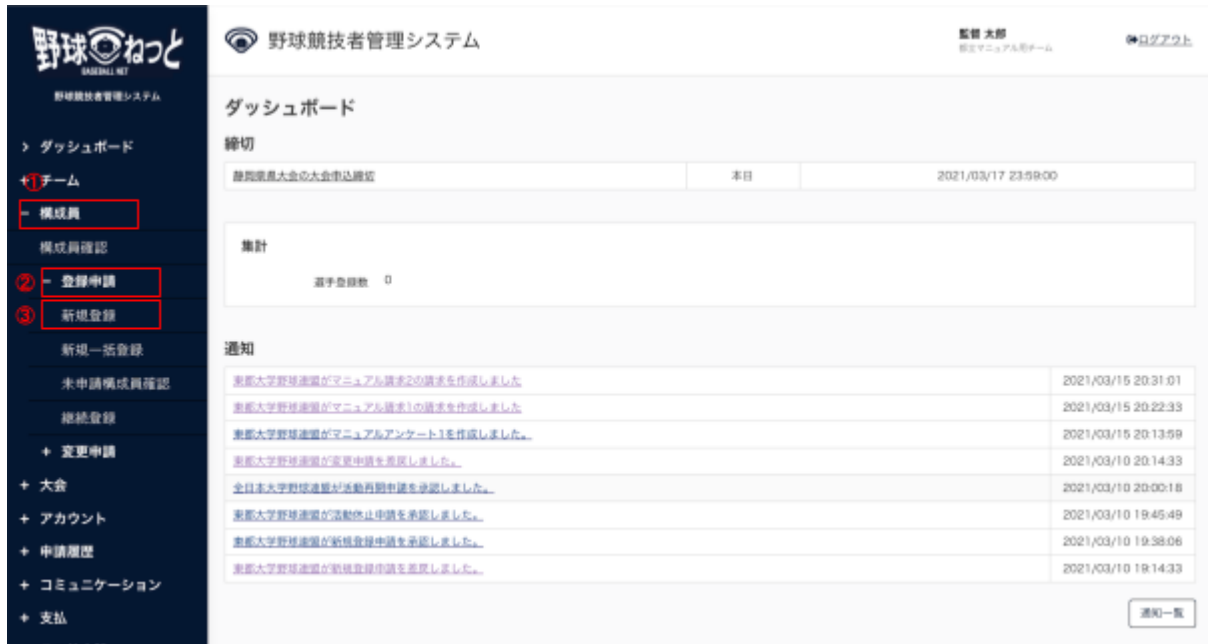 野球ねっと
BASEBALL NET
野球競技者管理システム
野球競技者管理システム
監督 太郎
都立マニュアル用チーム
ログアウト
> ダッシュボード
+ ① チーム
- 構成員
構成員確認
② - 登録申請
③ 新規登録
新規一括登録
未申請構成員確認
継続登録
+ 変更申請
+ 大会
+ アカウント
+ 申請履歴
+ コミュニケーション
+ 支払
ダッシュボード
締切
静岡県県大会の大会申込締切 本日 2021/03/17 23:59:00
集計
選手登録数 0
通知
東都大学野球連盟がマニュアル請求2の請求を作成しました 2021/03/15 20:31:01
東都大学野球連盟がマニュアル請求1の請求を作成しました 2021/03/15 20:22:33
東都大学野球連盟がマニュアルアンケート1を作成しました。 2021/03/15 20:13:59
東都大学野球連盟が変更申請を差戻しました。 2021/03/10 20:14:33
全日本大学野球連盟が活動再開申請を承認しました。 2021/03/10 20:00:18
東都大学野球連盟が活動休止申請を承認しました。 2021/03/10 19:45:49
東都大学野球連盟が新規登録申請を承認しました。 2021/03/10 19:38:06
東都大学野球連盟が新規登録申請を差戻しました。 2021/03/10 19:14:33
通知一覧